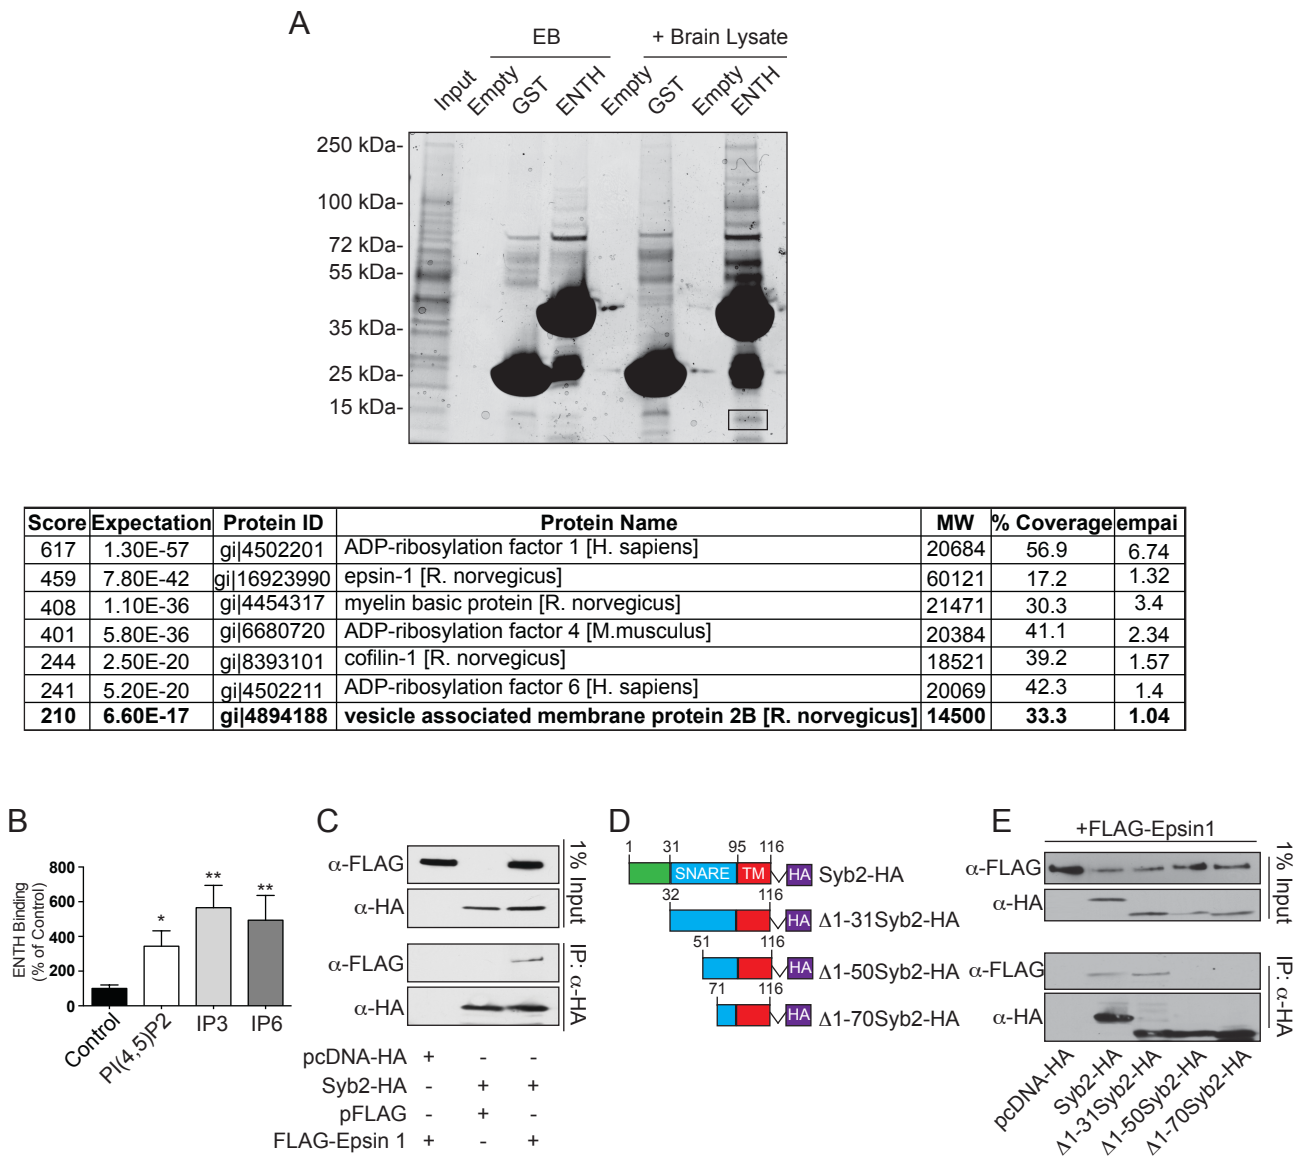 A
EB
+ Brain Lysate
Input
Empty
GST
ENTH
Empty
GST
Empty
ENTH
250 kDa-
100 kDa-
72 kDa-
55 kDa-
35 kDa-
25 kDa-
15 kDa-
Score Expectation Protein ID Protein Name MW % Coverage empai
617 1.30E-57 gi|4502201 ADP-ribosylation factor 1 [H. sapiens] 20684 56.9 6.74
459 7.80E-42 gi|16923990 epsin-1 [R. norvegicus] 60121 17.2 1.32
408 1.10E-36 gi|4454317 myelin basic protein [R. norvegicus] 21471 30.3 3.4
401 5.80E-36 gi|6680720 ADP-ribosylation factor 4 [M.musculus] 20384 41.1 2.34
244 2.50E-20 gi|8393101 cofilin-1 [R. norvegicus] 18521 39.2 1.57
241 5.20E-20 gi|4502211 ADP-ribosylation factor 6 [H. sapiens] 20069 42.3 1.4
210 6.60E-17 gi|4894188 vesicle associated membrane protein 2B [R. norvegicus] 14500 33.3 1.04
B
ENTH Binding
(% of Control)
800
600
400
200
0
*
**
**
Control
PI(4,5)P2
IP3
IP6
C
α-FLAG
α-HA
1% Input
α-FLAG
α-HA
IP: α-HA
pcDNA-HA + - -
Syb2-HA - + +
pFLAG - + -
FLAG-Epsin 1 + - +
D
1 31 95 116
SNARE TM HA Syb2-HA
32 116
HA Δ1-31Syb2-HA
51 116
HA Δ1-50Syb2-HA
71 116
HA Δ1-70Syb2-HA
E
+FLAG-Epsin1
α-FLAG
α-HA
1% Input
α-FLAG
α-HA
IP: α-HA
pcDNA-HA
Syb2-HA
Δ1-31Syb2-HA
Δ1-50Syb2-HA
Δ1-70Syb2-HA